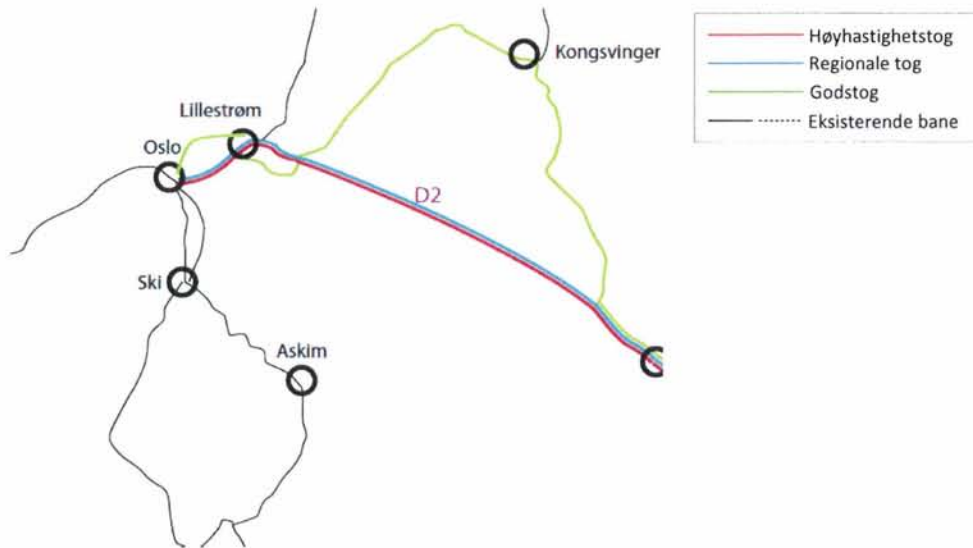 Kongsvinger
Lillestrøm
Oslo
D2
Ski
Askim
Høyhastighetstog
Regionale tog
Godstog
Eksisterende bane